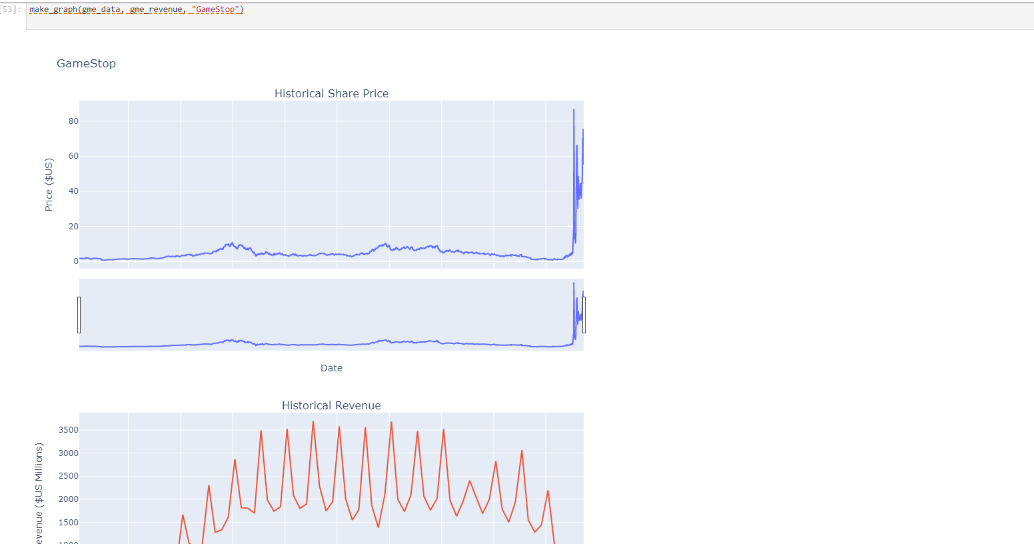 [53]: make_graph(gme_data, gme_revenue, "GameStop")
GameStop
Historical Share Price
80
60
40
20
0
Price ($US)
Date
Historical Revenue
3500
3000
2500
2000
1500
($US Millions)